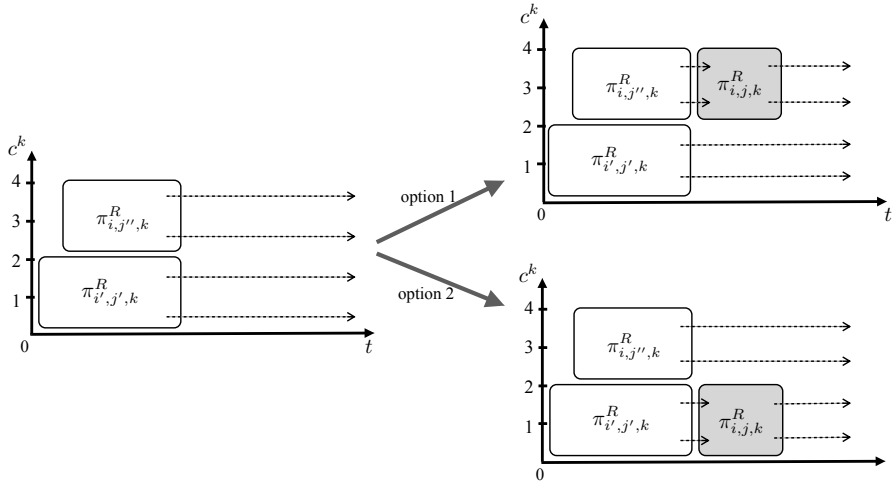 c^k
4
3
2
1
0
t
π^R_{i,j'',k}
π^R_{i',j',k}
option 1
option 2
c^k
4
3
2
1
0
t
π^R_{i,j'',k}
π^R_{i,j,k}
π^R_{i',j',k}
c^k
4
3
2
1
0
π^R_{i,j'',k}
π^R_{i',j',k}
π^R_{i,j,k}